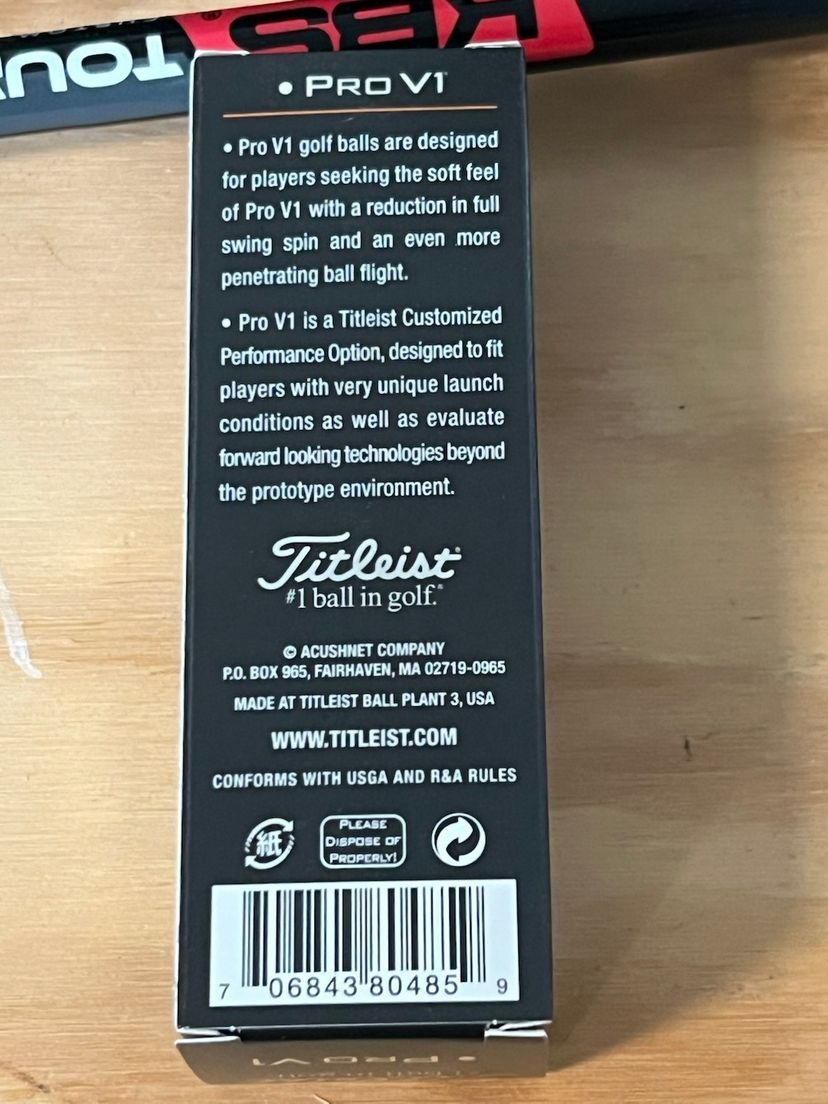 TOUR
KBS
• PRO V1
• Pro V1 golf balls are designed
for players seeking the soft feel
of Pro V1 with a reduction in full
swing spin and an even more
penetrating ball flight.
• Pro V1 is a Titleist Customized
Performance Option, designed to fit
players with very unique launch
conditions as well as evaluate
forward looking technologies beyond
the prototype environment.
Titleist®
#1 ball in golf.®
© ACUSHNET COMPANY
P.O. BOX 965, FAIRHAVEN, MA 02719-0965
MADE AT TITLEIST BALL PLANT 3, USA
WWW.TITLEIST.COM
CONFORMS WITH USGA AND R&A RULES
紙
PLEASE
DISPOSE OF
PROPERLY!
7 06843 80485 9
• PRO V1